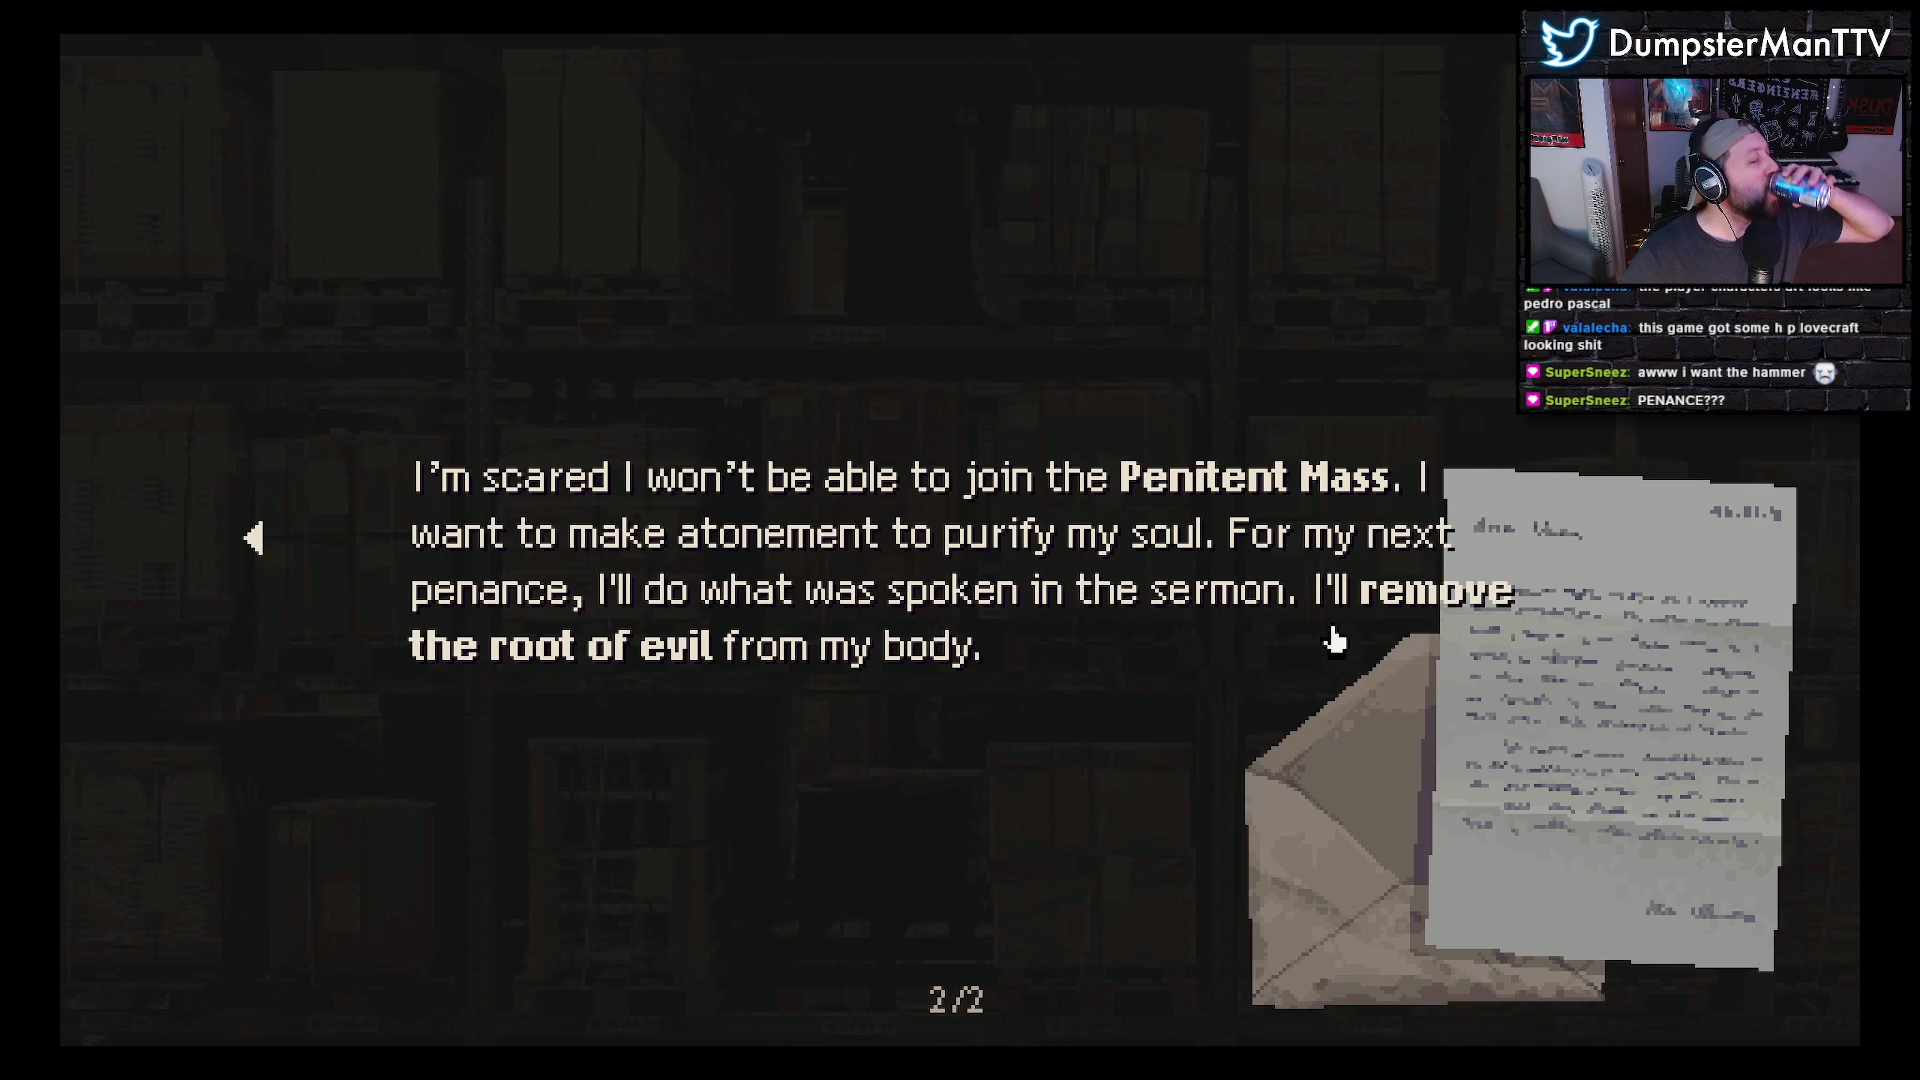 DumpsterManTTV
pedro pascal
valalecha: this game got some h p lovecraft
looking shit
SuperSneez: awww i want the hammer
SuperSneez: PENANCE???
I'm scared I won't be able to join the Penitent Mass. I
want to make atonement to purify my soul. For my next
penance, I'll do what was spoken in the sermon. I'll remove
the root of evil from my body.
2/2